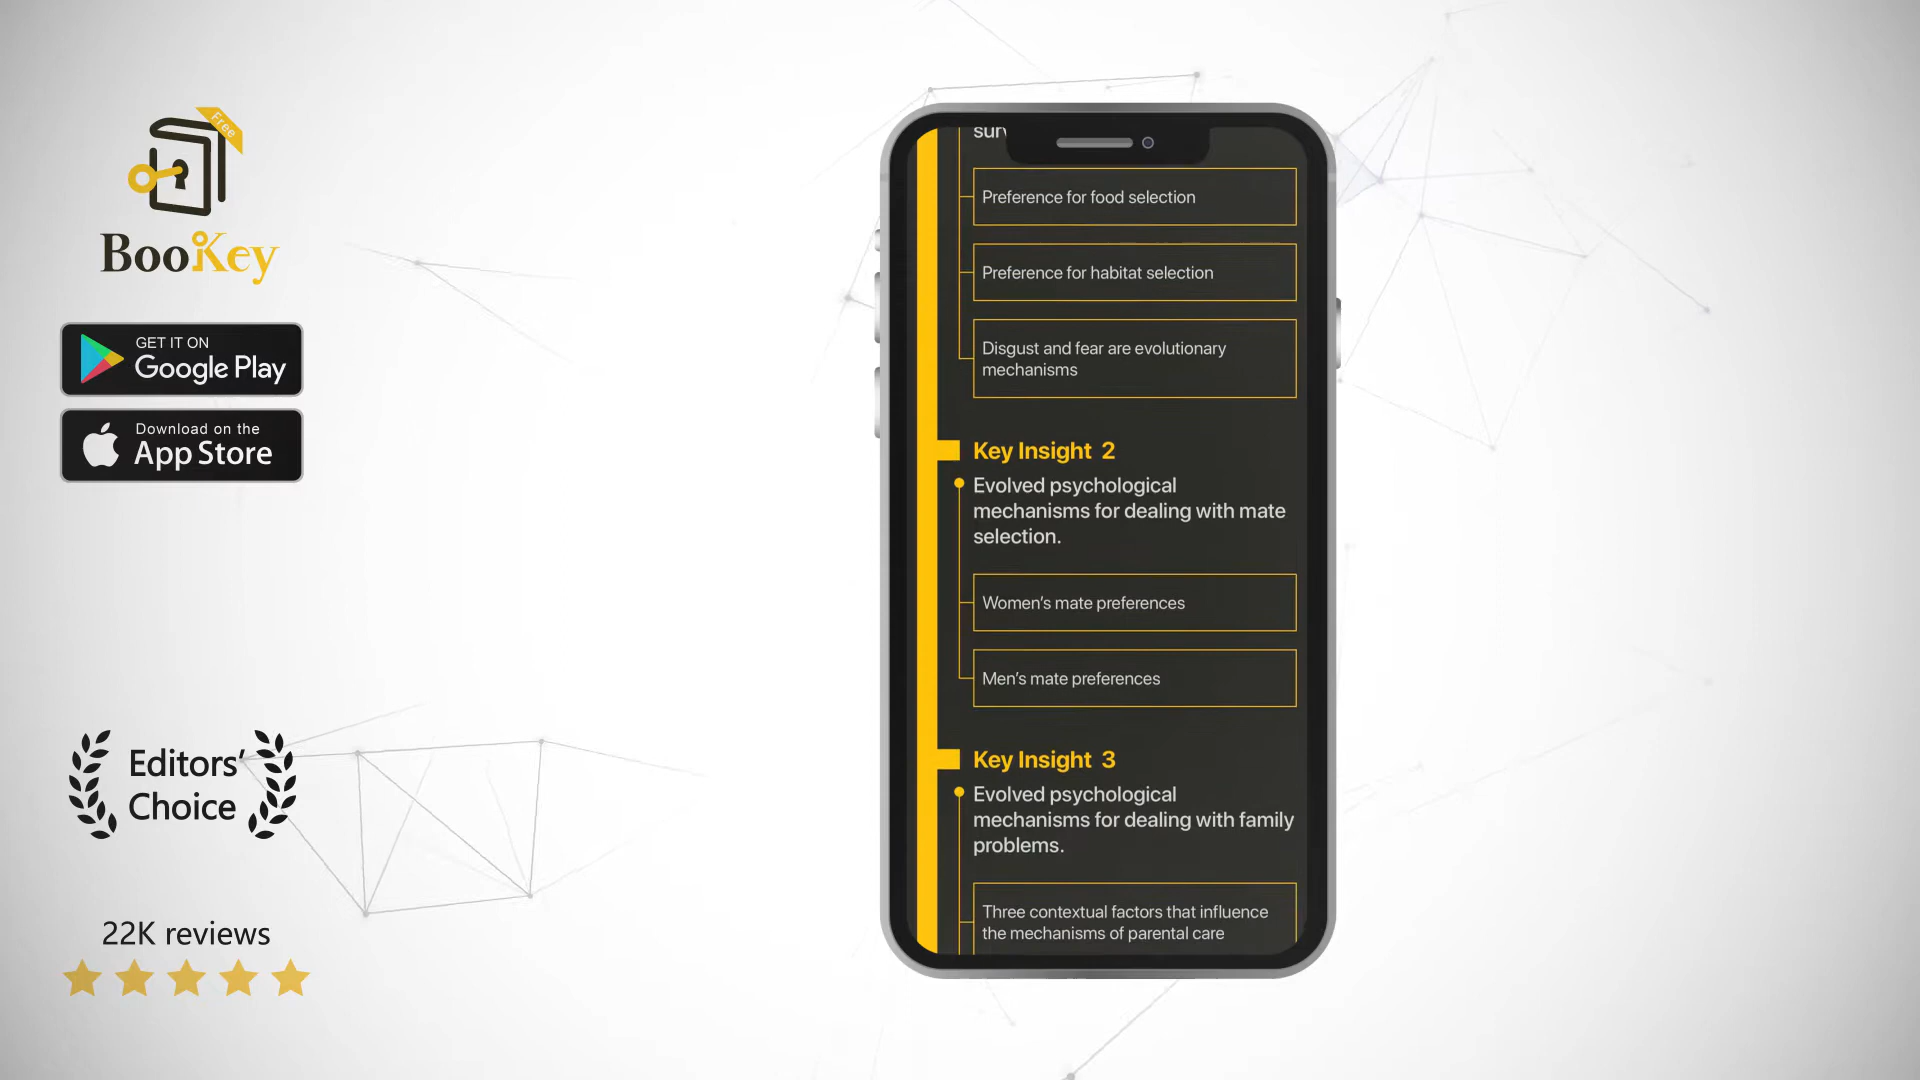 Free
BooKey
GET IT ON
Google Play
Download on the
App Store
Editors'
Choice
22K reviews
Preference for food selection
Preference for habitat selection
Disgust and fear are evolutionary
mechanisms
Key Insight 2
Evolved psychological
mechanisms for dealing with mate
selection.
Women's mate preferences
Men's mate preferences
Key Insight 3
Evolved psychological
mechanisms for dealing with family
problems.
Three contextual factors that influence
the mechanisms of parental care